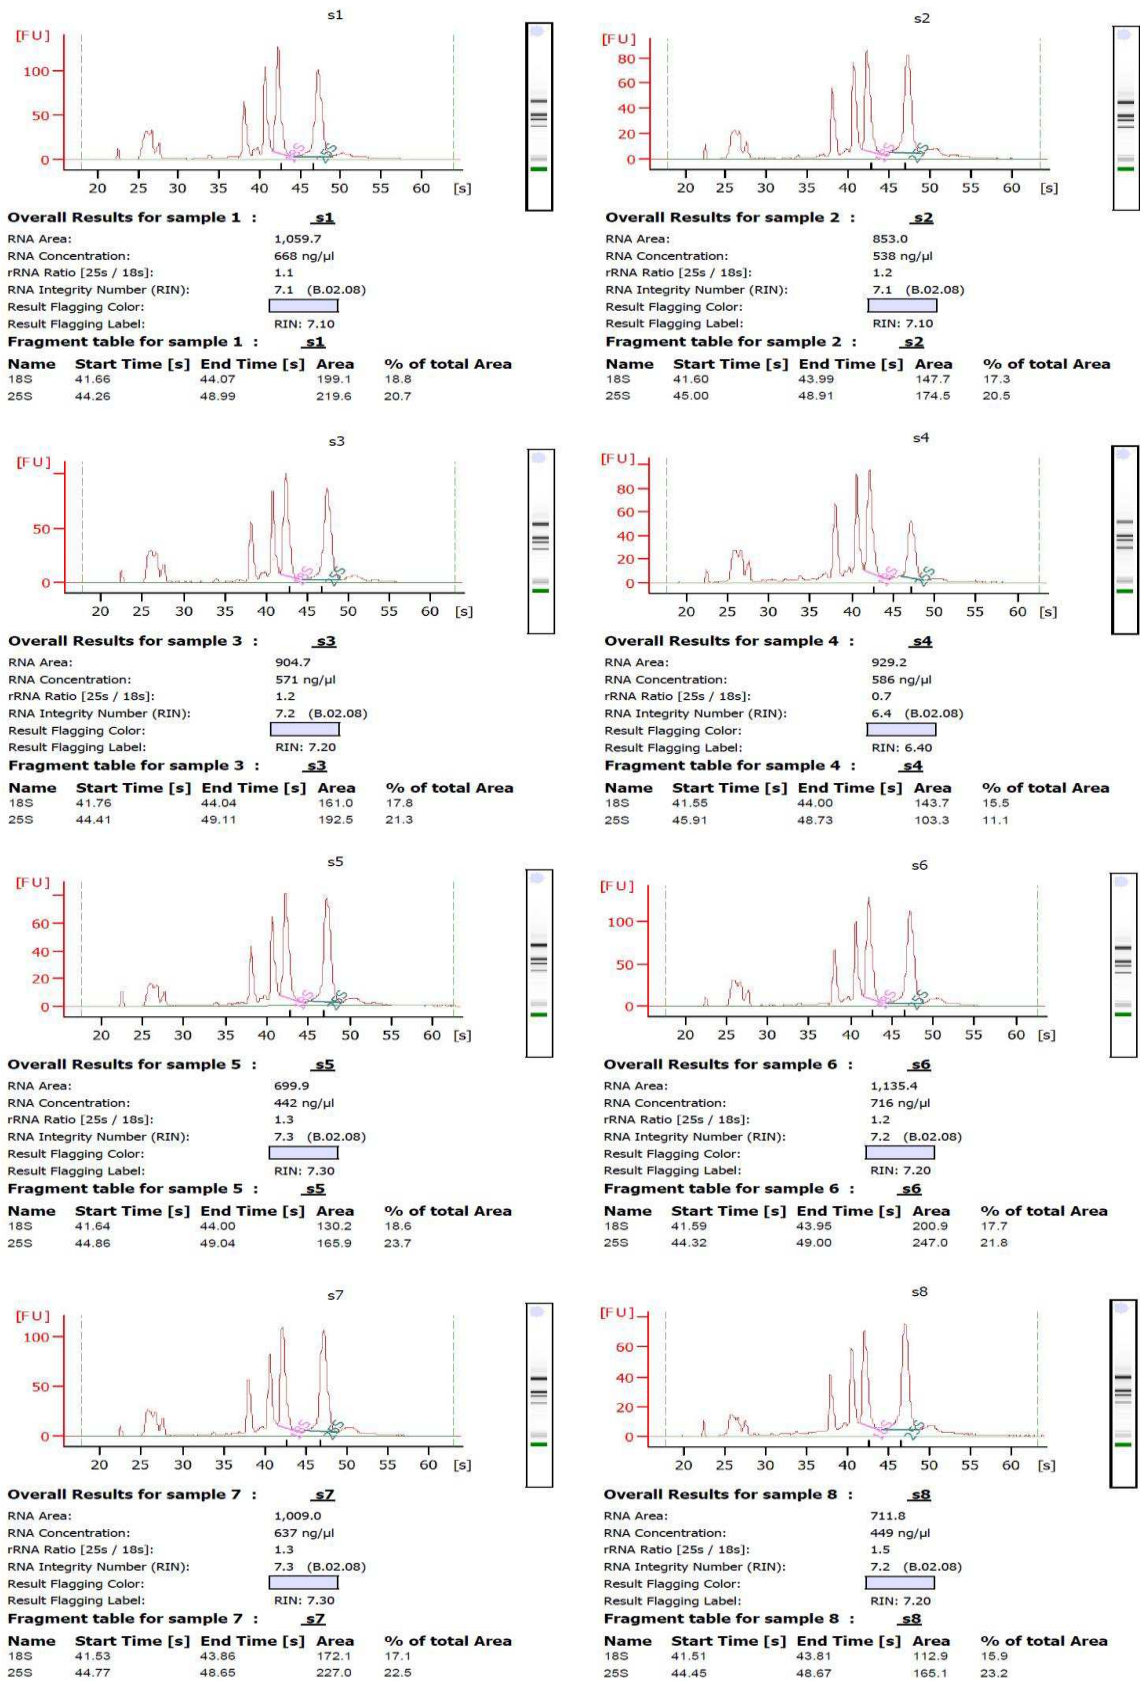 s1
[FU]
100
50
0
20 25 30 35 40 45 50 55 60 [s]
18S 25S
Overall Results for sample 1 : s1
RNA Area: 1,059.7
RNA Concentration: 668 ng/µl
rRNA Ratio [25s / 18s]: 1.1
RNA Integrity Number (RIN): 7.1 (B.02.08)
Result Flagging Color:
Result Flagging Label: RIN: 7.10
Fragment table for sample 1 : s1
Name Start Time [s] End Time [s] Area % of total Area
18S 41.66 44.07 199.1 18.8
25S 44.26 48.99 219.6 20.7
s2
[FU]
80
60
40
20
0
20 25 30 35 40 45 50 55 60 [s]
18S 25S
Overall Results for sample 2 : s2
RNA Area: 853.0
RNA Concentration: 538 ng/µl
rRNA Ratio [25s / 18s]: 1.2
RNA Integrity Number (RIN): 7.1 (B.02.08)
Result Flagging Color:
Result Flagging Label: RIN: 7.10
Fragment table for sample 2 : s2
Name Start Time [s] End Time [s] Area % of total Area
18S 41.60 43.99 147.7 17.3
25S 45.00 48.91 174.5 20.5
s3
[FU]
50
0
20 25 30 35 40 45 50 55 60 [s]
18S 25S
Overall Results for sample 3 : s3
RNA Area: 904.7
RNA Concentration: 571 ng/µl
rRNA Ratio [25s / 18s]: 1.2
RNA Integrity Number (RIN): 7.2 (B.02.08)
Result Flagging Color:
Result Flagging Label: RIN: 7.20
Fragment table for sample 3 : s3
Name Start Time [s] End Time [s] Area % of total Area
18S 41.76 44.04 161.0 17.8
25S 44.41 49.11 192.5 21.3
s4
[FU]
80
60
40
20
0
20 25 30 35 40 45 50 55 60 [s]
18S 25S
Overall Results for sample 4 : s4
RNA Area: 929.2
RNA Concentration: 586 ng/µl
rRNA Ratio [25s / 18s]: 0.7
RNA Integrity Number (RIN): 6.4 (B.02.08)
Result Flagging Color:
Result Flagging Label: RIN: 6.40
Fragment table for sample 4 : s4
Name Start Time [s] End Time [s] Area % of total Area
18S 41.55 44.00 143.7 15.5
25S 45.91 48.73 103.3 11.1
s5
[FU]
60
40
20
0
20 25 30 35 40 45 50 55 60 [s]
18S 25S
Overall Results for sample 5 : s5
RNA Area: 699.9
RNA Concentration: 442 ng/µl
rRNA Ratio [25s / 18s]: 1.3
RNA Integrity Number (RIN): 7.3 (B.02.08)
Result Flagging Color:
Result Flagging Label: RIN: 7.30
Fragment table for sample 5 : s5
Name Start Time [s] End Time [s] Area % of total Area
18S 41.64 44.00 130.2 18.6
25S 44.86 49.04 165.9 23.7
s6
[FU]
100
50
0
20 25 30 35 40 45 50 55 60 [s]
18S 25S
Overall Results for sample 6 : s6
RNA Area: 1,135.4
RNA Concentration: 716 ng/µl
rRNA Ratio [25s / 18s]: 1.2
RNA Integrity Number (RIN): 7.2 (B.02.08)
Result Flagging Color:
Result Flagging Label: RIN: 7.20
Fragment table for sample 6 : s6
Name Start Time [s] End Time [s] Area % of total Area
18S 41.59 43.95 200.9 17.7
25S 44.32 49.00 247.0 21.8
s7
[FU]
100
50
0
20 25 30 35 40 45 50 55 60 [s]
18S 25S
Overall Results for sample 7 : s7
RNA Area: 1,009.0
RNA Concentration: 637 ng/µl
rRNA Ratio [25s / 18s]: 1.3
RNA Integrity Number (RIN): 7.3 (B.02.08)
Result Flagging Color:
Result Flagging Label: RIN: 7.30
Fragment table for sample 7 : s7
Name Start Time [s] End Time [s] Area % of total Area
18S 41.53 43.86 172.1 17.1
25S 44.77 48.65 227.0 22.5
s8
[FU]
60
40
20
0
20 25 30 35 40 45 50 55 60 [s]
18S 25S
Overall Results for sample 8 : s8
RNA Area: 711.8
RNA Concentration: 449 ng/µl
rRNA Ratio [25s / 18s]: 1.5
RNA Integrity Number (RIN): 7.2 (B.02.08)
Result Flagging Color:
Result Flagging Label: RIN: 7.20
Fragment table for sample 8 : s8
Name Start Time [s] End Time [s] Area % of total Area
18S 41.51 43.81 112.9 15.9
25S 44.45 48.67 165.1 23.2